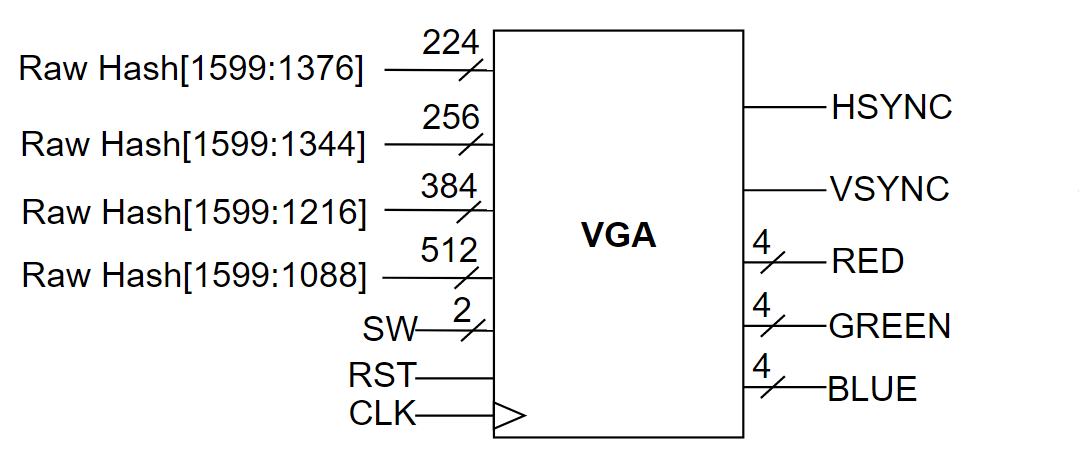 Raw Hash[1599:1376]
224
Raw Hash[1599:1344]
256
Raw Hash[1599:1216]
384
Raw Hash[1599:1088]
512
SW
2
RST
CLK
VGA
HSYNC
VSYNC
4
RED
4
GREEN
4
BLUE